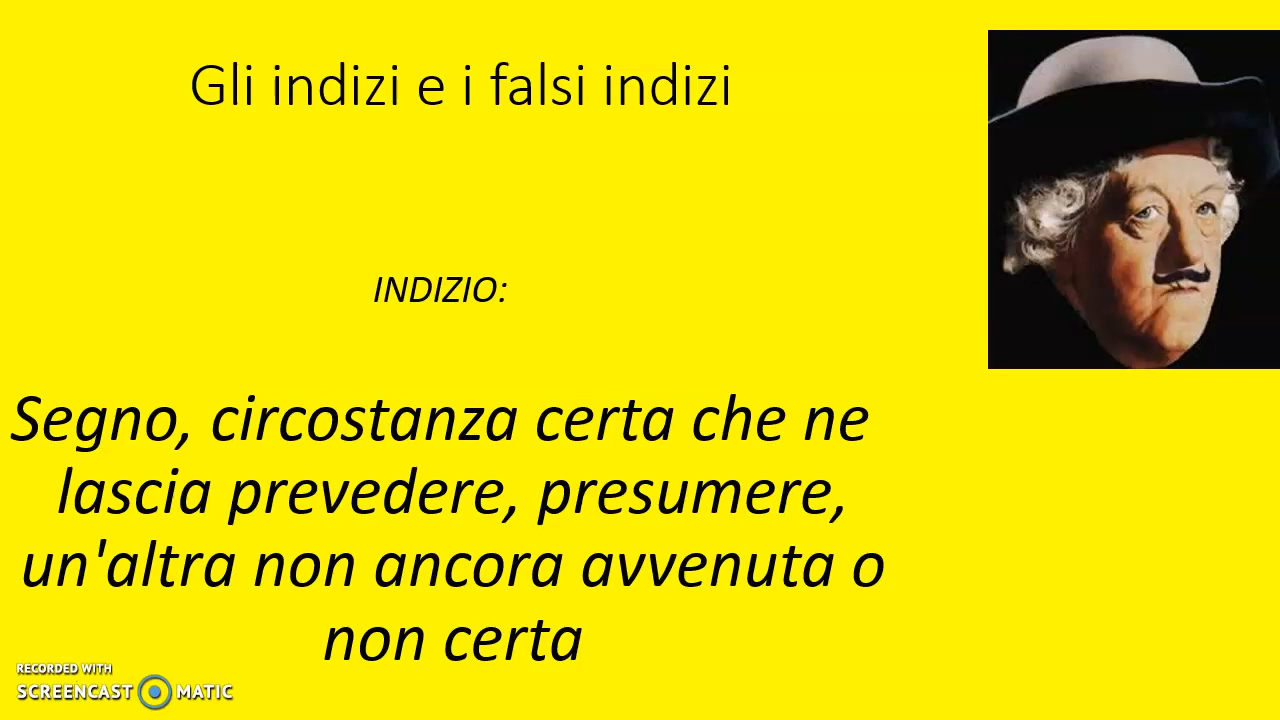 Gli indizi e i falsi indizi
INDIZIO:
Segno, circostanza certa che ne
lascia prevedere, presumere,
un'altra non ancora avvenuta o
non certa
RECORDED WITH
SCREENCAST MATIC